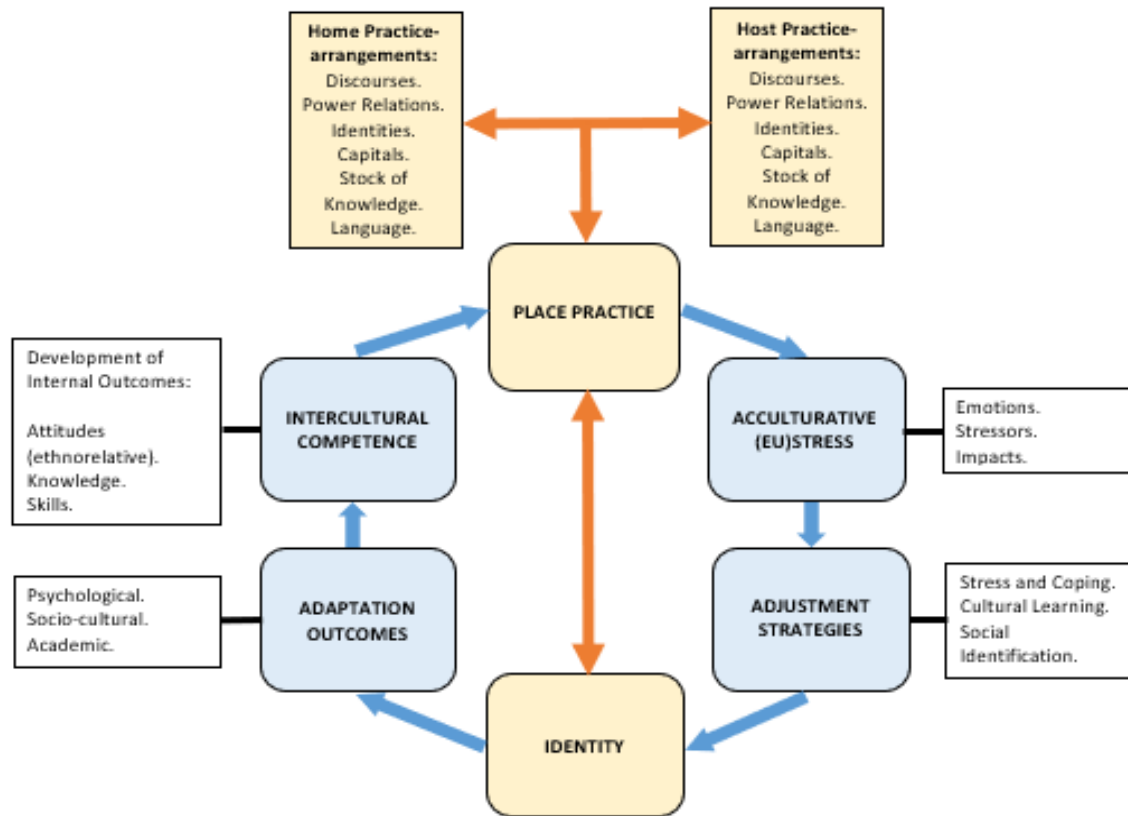 Home Practice-
arrangements:
Discourses.
Power Relations.
Identities.
Capitals.
Stock of
Knowledge.
Language.
Host Practice-
arrangements:
Discourses.
Power Relations.
Identities.
Capitals.
Stock of
Knowledge.
Language.
PLACE PRACTICE
Development of
Internal Outcomes:
Attitudes
(ethnorelative).
Knowledge.
Skills.
INTERCULTURAL
COMPETENCE
ACCULTURATIVE
(EU)STRESS
Emotions.
Stressors.
Impacts.
Psychological.
Socio-cultural.
Academic.
ADAPTATION
OUTCOMES
ADJUSTMENT
STRATEGIES
Stress and Coping.
Cultural Learning.
Social
Identification.
IDENTITY